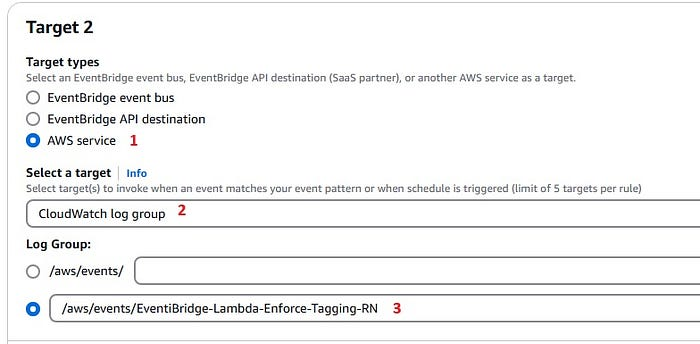 Target 2
Target types
Select an EventBridge event bus, EventBridge API destination (SaaS partner), or another AWS service as a target.
EventBridge event bus
EventBridge API destination
AWS service 1
Select a target Info
Select target(s) to invoke when an event matches your event pattern or when schedule is triggered (limit of 5 targets per rule)
CloudWatch log group 2
Log Group:
/aws/events/
/aws/events/EventiBridge-Lambda-Enforce-Tagging-RN 3